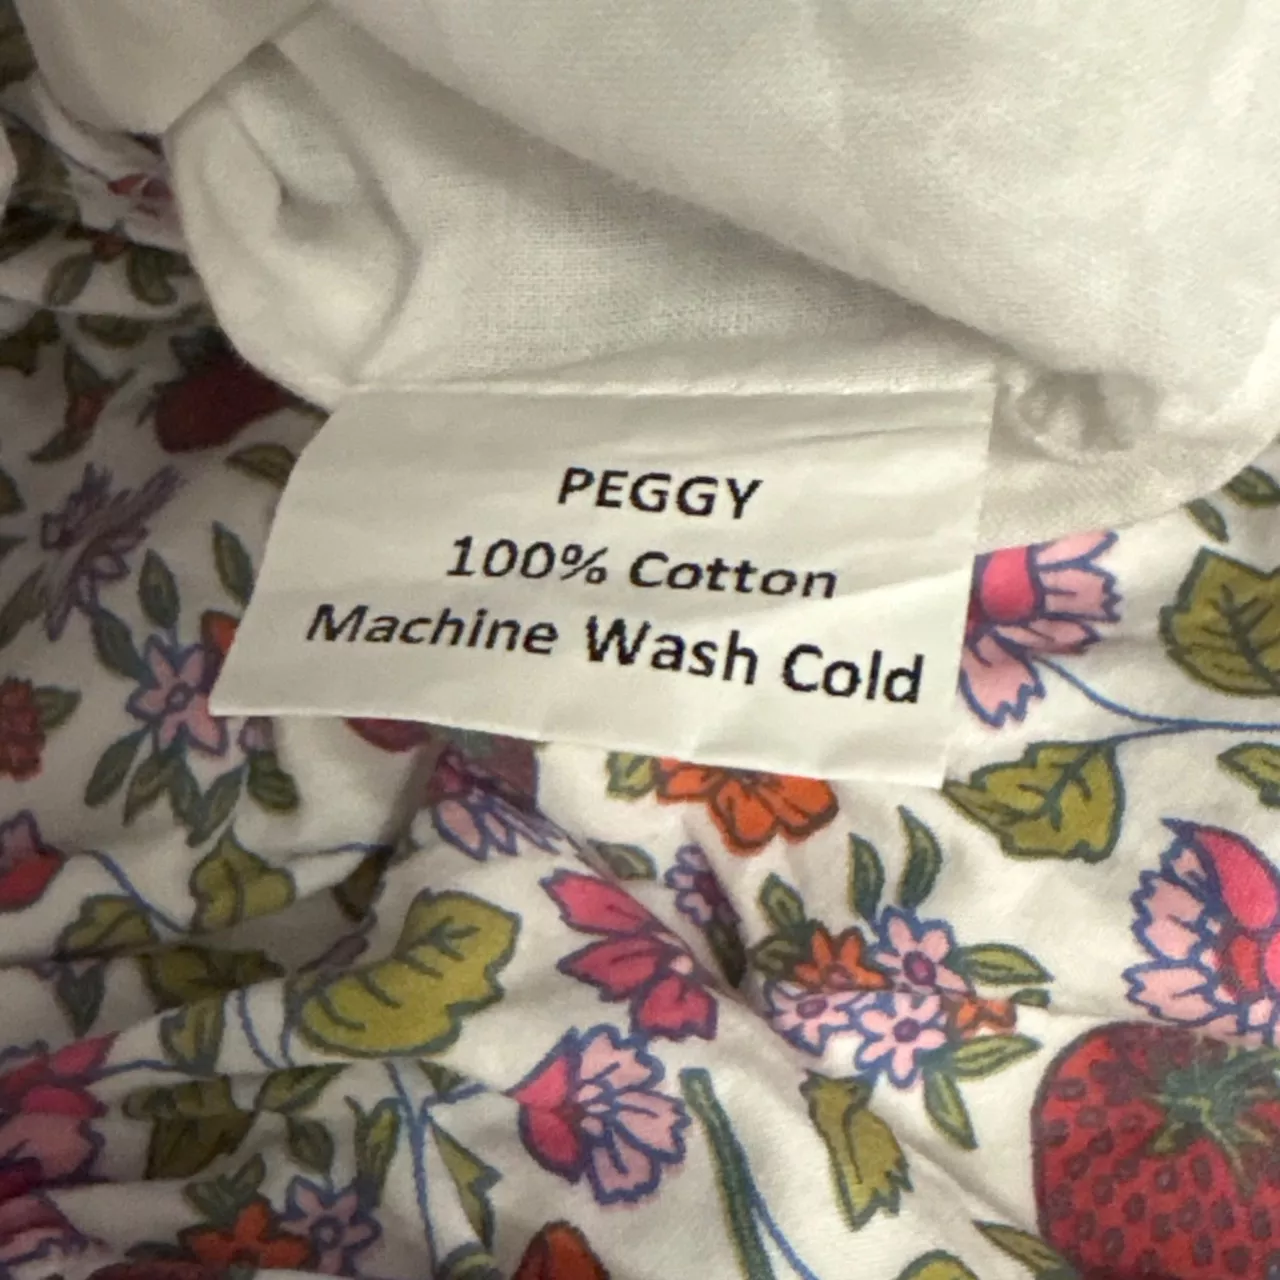 PEGGY
100% Cotton
Machine Wash Cold